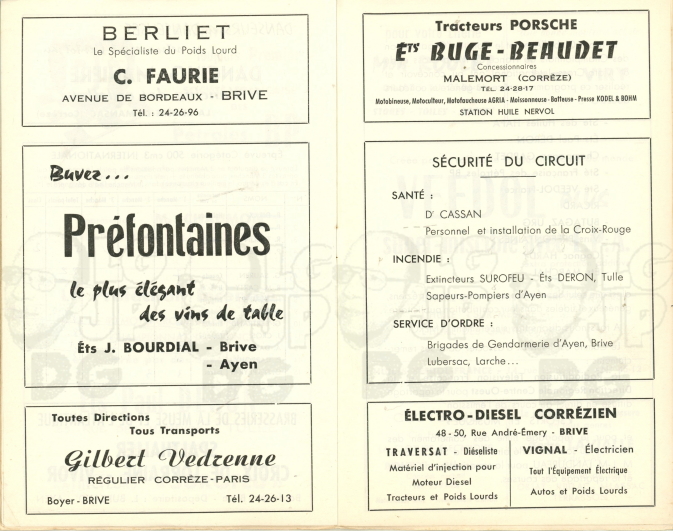 BERLIET
Le Spécialiste du Poids Lourd
C. FAURIE
AVENUE DE BORDEAUX - BRIVE
Tél. : 24-26-96
Buvez...
Préfontaines
le plus élégant
des vins de table
Éts J. BOURDIAL - Brive
- Ayen
Toutes Directions
Tous Transports
Gilbert Vedrenne
RÉGULIER CORRÈZE-PARIS
Boyer - BRIVE Tél. 24-26-13
Tracteurs PORSCHE
Éts BUGE-BEAUDET
Concessionnaires
MALEMORT (CORRÈZE)
TÉL. 24-28-17
Motobineuse, Motoculteur, Motofaucheuse AGRIA - Moissonneuse - Batteuse - Presse KODEL & BOHM
STATION HUILE NERVOL
SÉCURITÉ DU CIRCUIT
SANTÉ :
Dr CASSAN
Personnel et installation de la Croix-Rouge
INCENDIE :
Extincteurs SUROFEU - Éts DERON, Tulle
Sapeurs-Pompiers d'Ayen
SERVICE D'ORDRE :
Brigades de Gendarmerie d'Ayen, Brive
Lubersac, Larche...
ÉLECTRO-DIESEL CORRÉZIEN
48-50, Rue André-Émery - BRIVE
TRAVERSAT - Diéséliste
Matériel d'injection pour
Moteur Diesel
Tracteurs et Poids Lourds
VIGNAL - Électricien
Tout l'Équipement Électrique
Autos et Poids Lourds